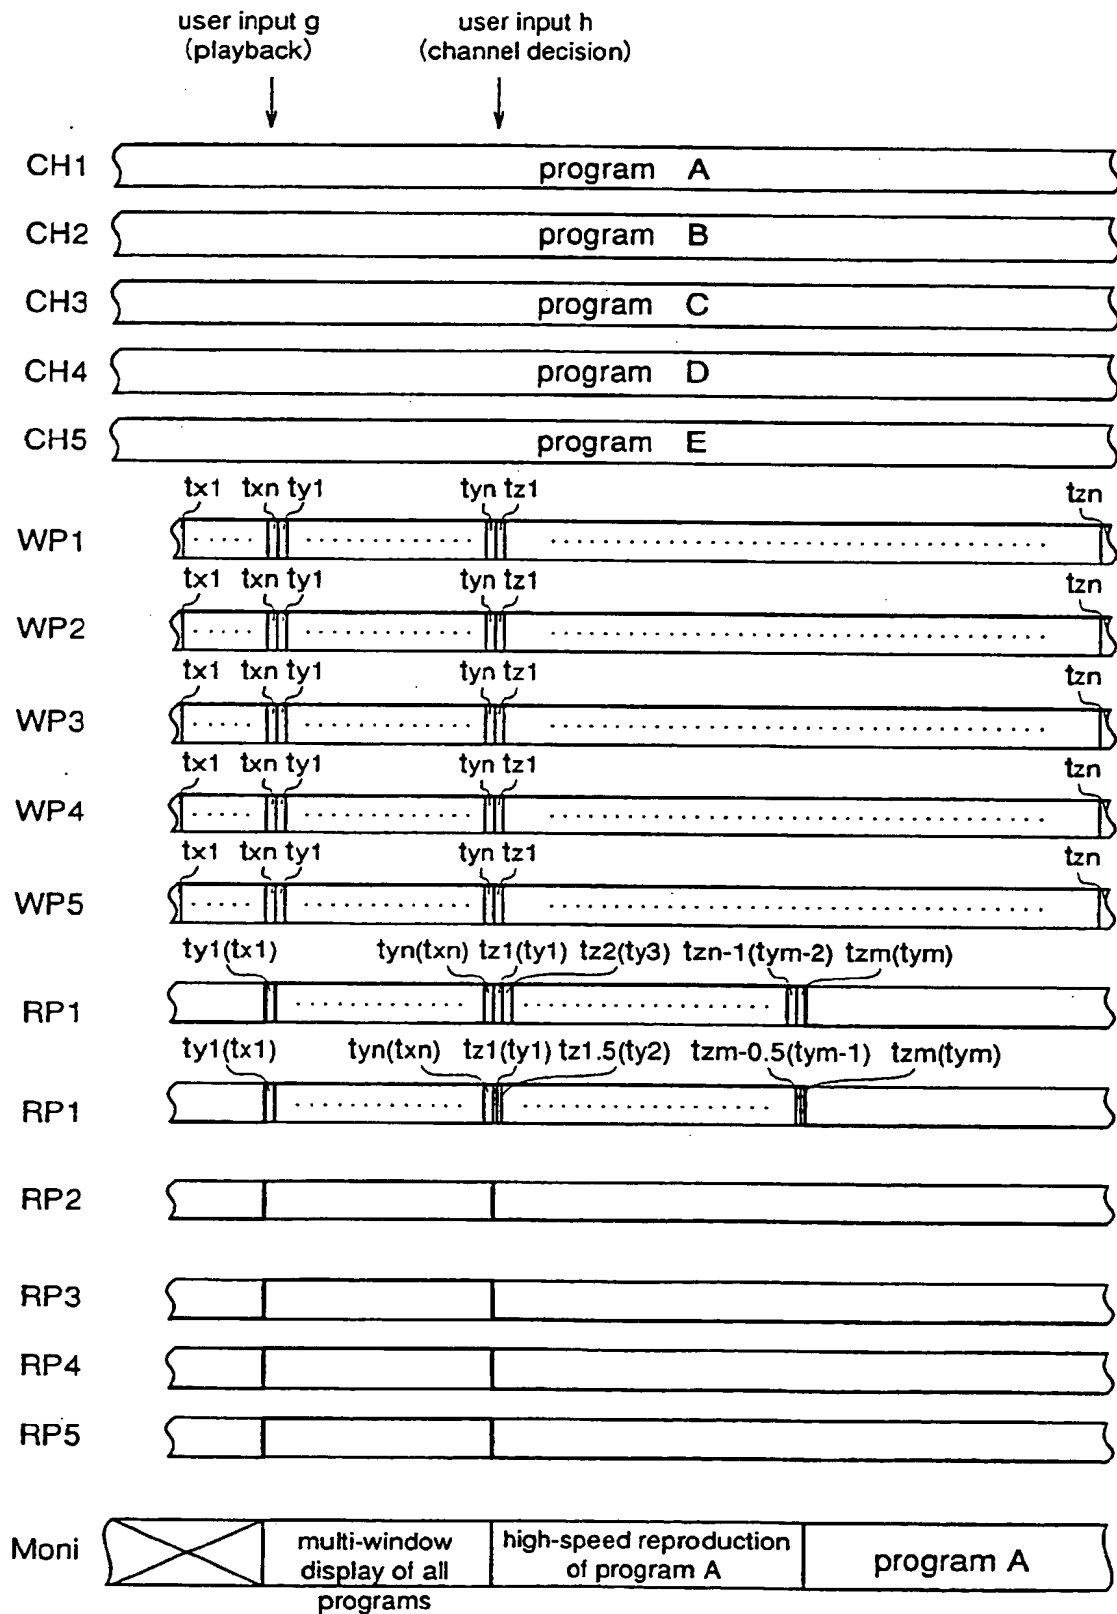 user input g
(playback)
user input h
(channel decision)
CH1
program A
CH2
program B
CH3
program C
CH4
program D
CH5
program E
tx1 txn ty1 tyn tz1 tzn
WP1
tx1 txn ty1 tyn tz1 tzn
WP2
tx1 txn ty1 tyn tz1 tzn
WP3
tx1 txn ty1 tyn tz1 tzn
WP4
tx1 txn ty1 tyn tz1 tzn
WP5
ty1(tx1) tyn(txn) tz1(ty1) tz2(ty3) tzn-1(tym-2) tzm(tym)
RP1
ty1(tx1) tyn(txn) tz1(ty1) tz1.5(ty2) tzm-0.5(tym-1) tzm(tym)
RP1
RP2
RP3
RP4
RP5
Moni
multi-window
display of all
programs
high-speed reproduction
of program A
program A